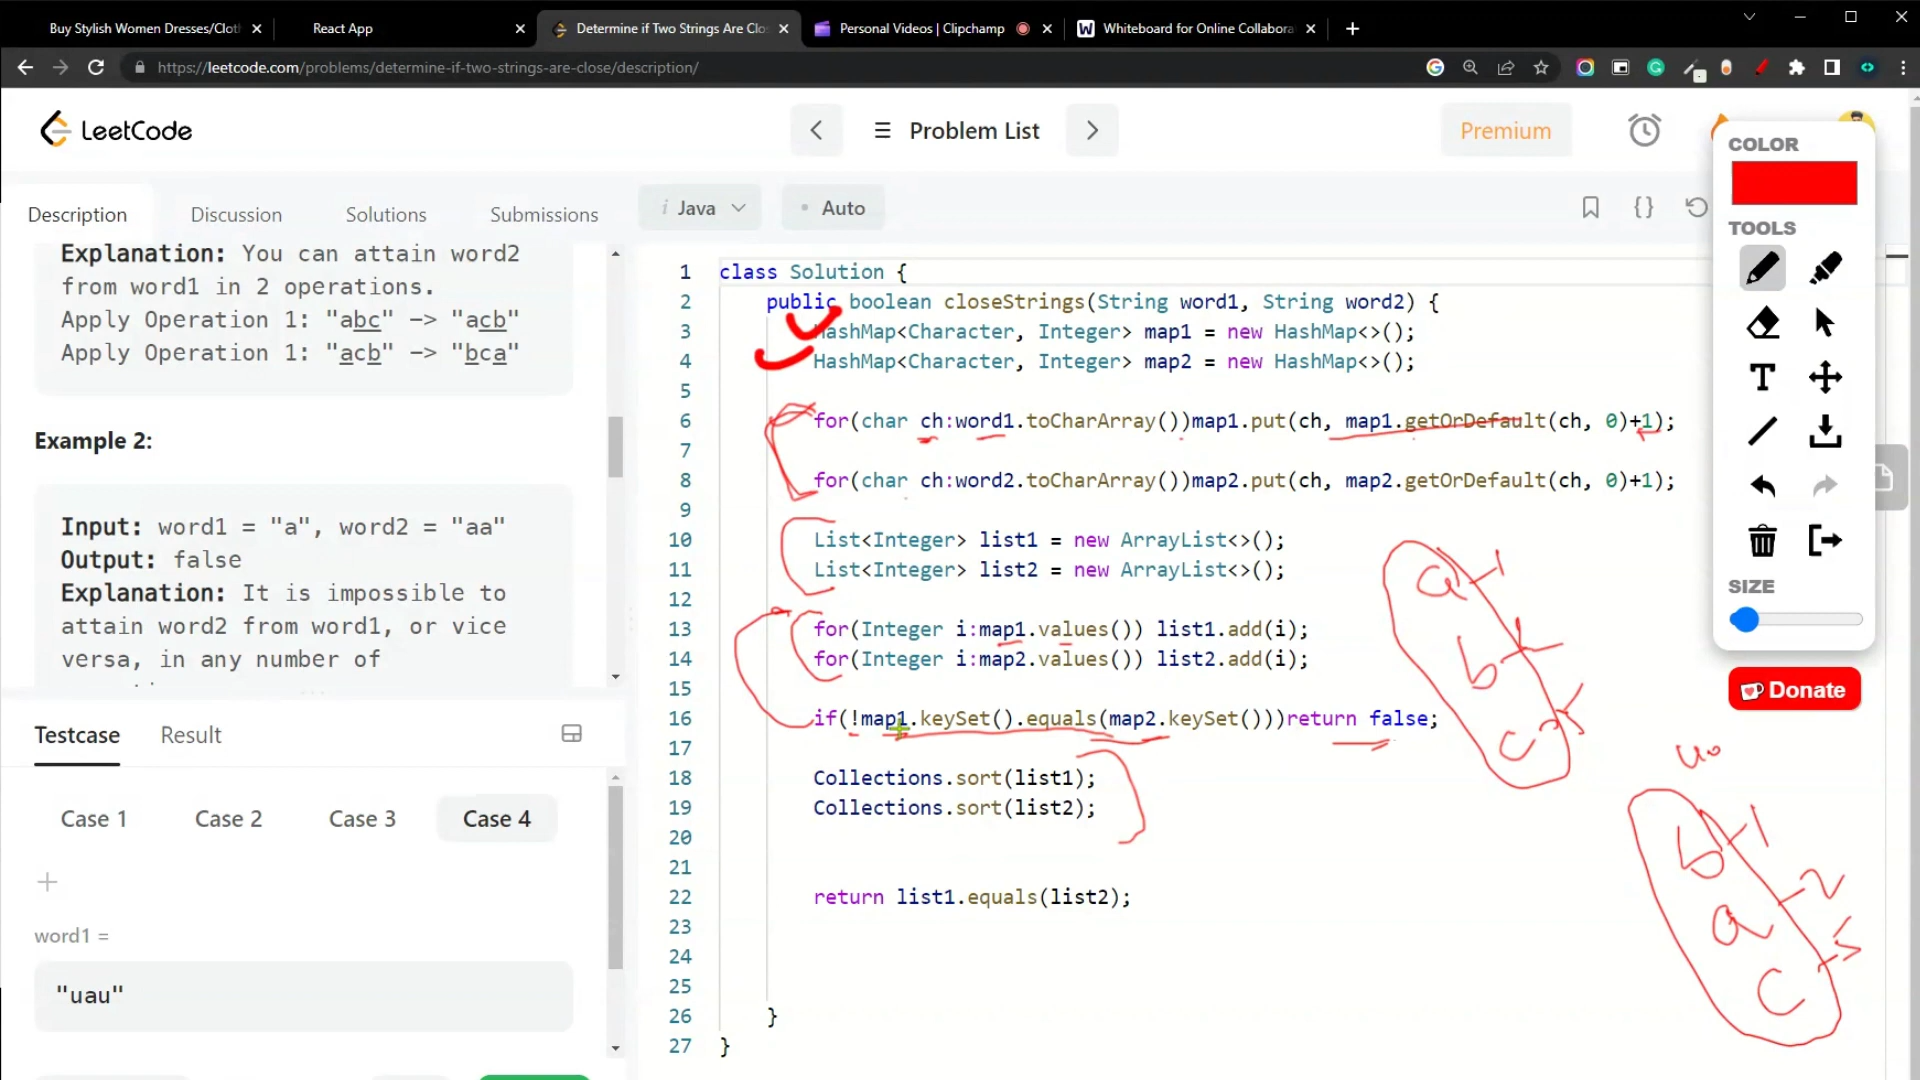 Buy Stylish Women Dresses/Clot
React App
Determine if Two Strings Are Clo
Personal Videos | Clipchamp
Whiteboard for Online Collabora
https://leetcode.com/problems/determine-if-two-strings-are-close/description/
LeetCode
Problem List
Premium
Description
Discussion
Solutions
Submissions
i Java
Auto
Explanation: You can attain word2
from word1 in 2 operations.
Apply Operation 1: "abc" -> "acb"
Apply Operation 1: "acb" -> "bca"
Example 2:
Input: word1 = "a", word2 = "aa"
Output: false
Explanation: It is impossible to
attain word2 from word1, or vice
versa, in any number of
Testcase
Result
Case 1
Case 2
Case 3
Case 4
word1 =
"uau"
1 class Solution {
2 public boolean closeStrings(String word1, String word2) {
3 HashMap<Character, Integer> map1 = new HashMap<>();
4 HashMap<Character, Integer> map2 = new HashMap<>();
5
6 for(char ch:word1.toCharArray())map1.put(ch, map1.getOrDefault(ch, 0)+1);
7
8 for(char ch:word2.toCharArray())map2.put(ch, map2.getOrDefault(ch, 0)+1);
9
10 List<Integer> list1 = new ArrayList<>();
11 List<Integer> list2 = new ArrayList<>();
12
13 for(Integer i:map1.values()) list1.add(i);
14 for(Integer i:map2.values()) list2.add(i);
15
16 if(!map1.keySet().equals(map2.keySet()))return false;
17
18 Collections.sort(list1);
19 Collections.sort(list2);
20
21
22 return list1.equals(list2);
23
24
25
26 }
27 }
a-1
b
c
b-1
a-2
c-5
COLOR
TOOLS
T
SIZE
Donate